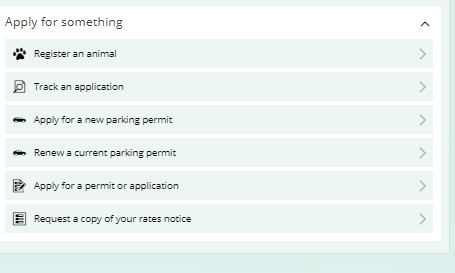 Apply for something
Register an animal
Track an application
Apply for a new parking permit
Renew a current parking permit
Apply for a permit or application
Request a copy of your rates notice